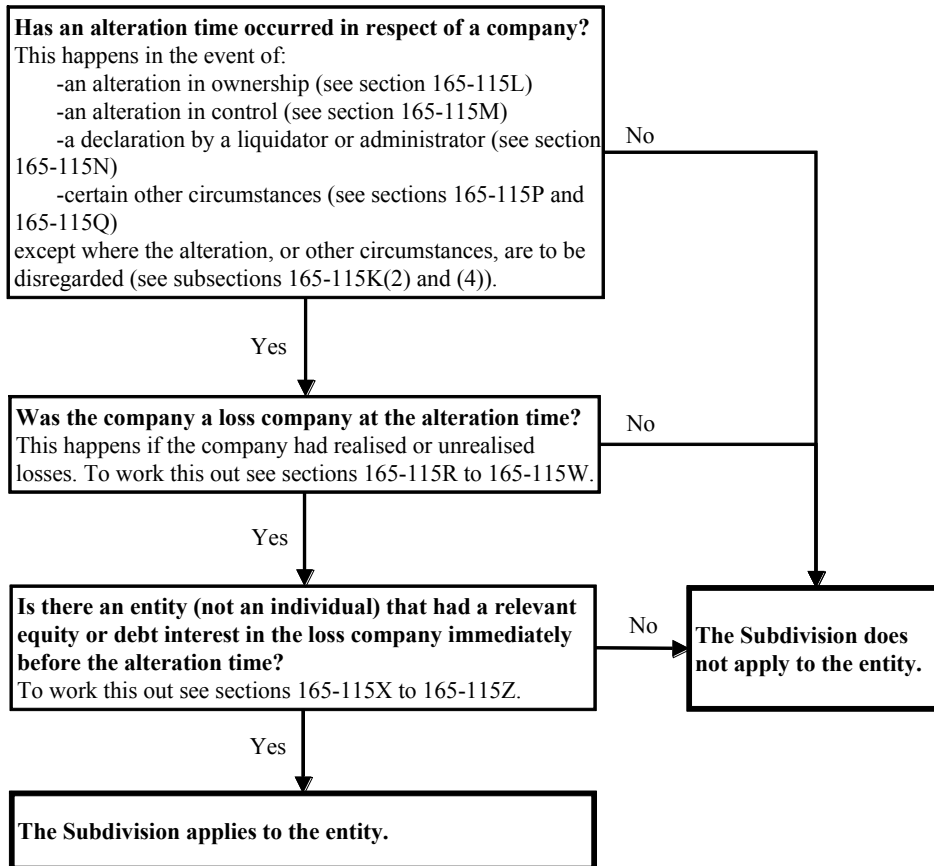 Has an alteration time occurred in respect of a company?
This happens in the event of:
-an alteration in ownership (see section 165-115L)
-an alteration in control (see section 165-115M)
-a declaration by a liquidator or administrator (see section
165-115N)
-certain other circumstances (see sections 165-115P and
165-115Q)
except where the alteration, or other circumstances, are to be
disregarded (see subsections 165-115K(2) and (4)).
No
Yes
Was the company a loss company at the alteration time?
This happens if the company had realised or unrealised
losses. To work this out see sections 165-115R to 165-115W.
No
Yes
Is there an entity (not an individual) that had a relevant
equity or debt interest in the loss company immediately
before the alteration time?
To work this out see sections 165-115X to 165-115Z.
No
The Subdivision does
not apply to the entity.
Yes
The Subdivision applies to the entity.